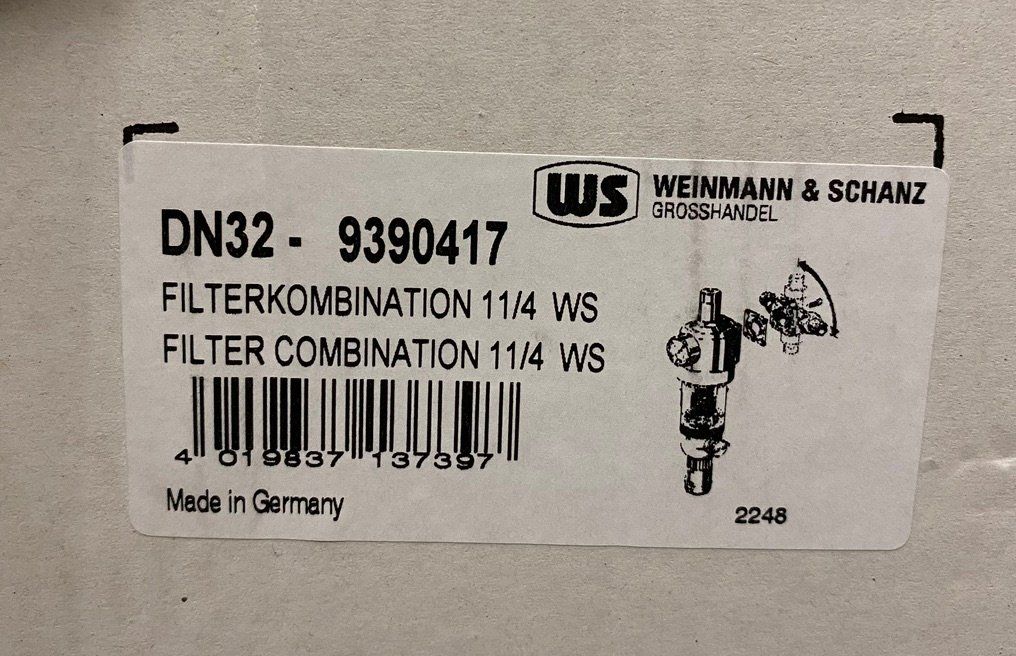 WS WEINMANN & SCHANZ
GROSSHANDEL
DN32 - 9390417
FILTERKOMBINATION 11/4 WS
FILTER COMBINATION 11/4 WS
4 019837 137397
Made in Germany
2248